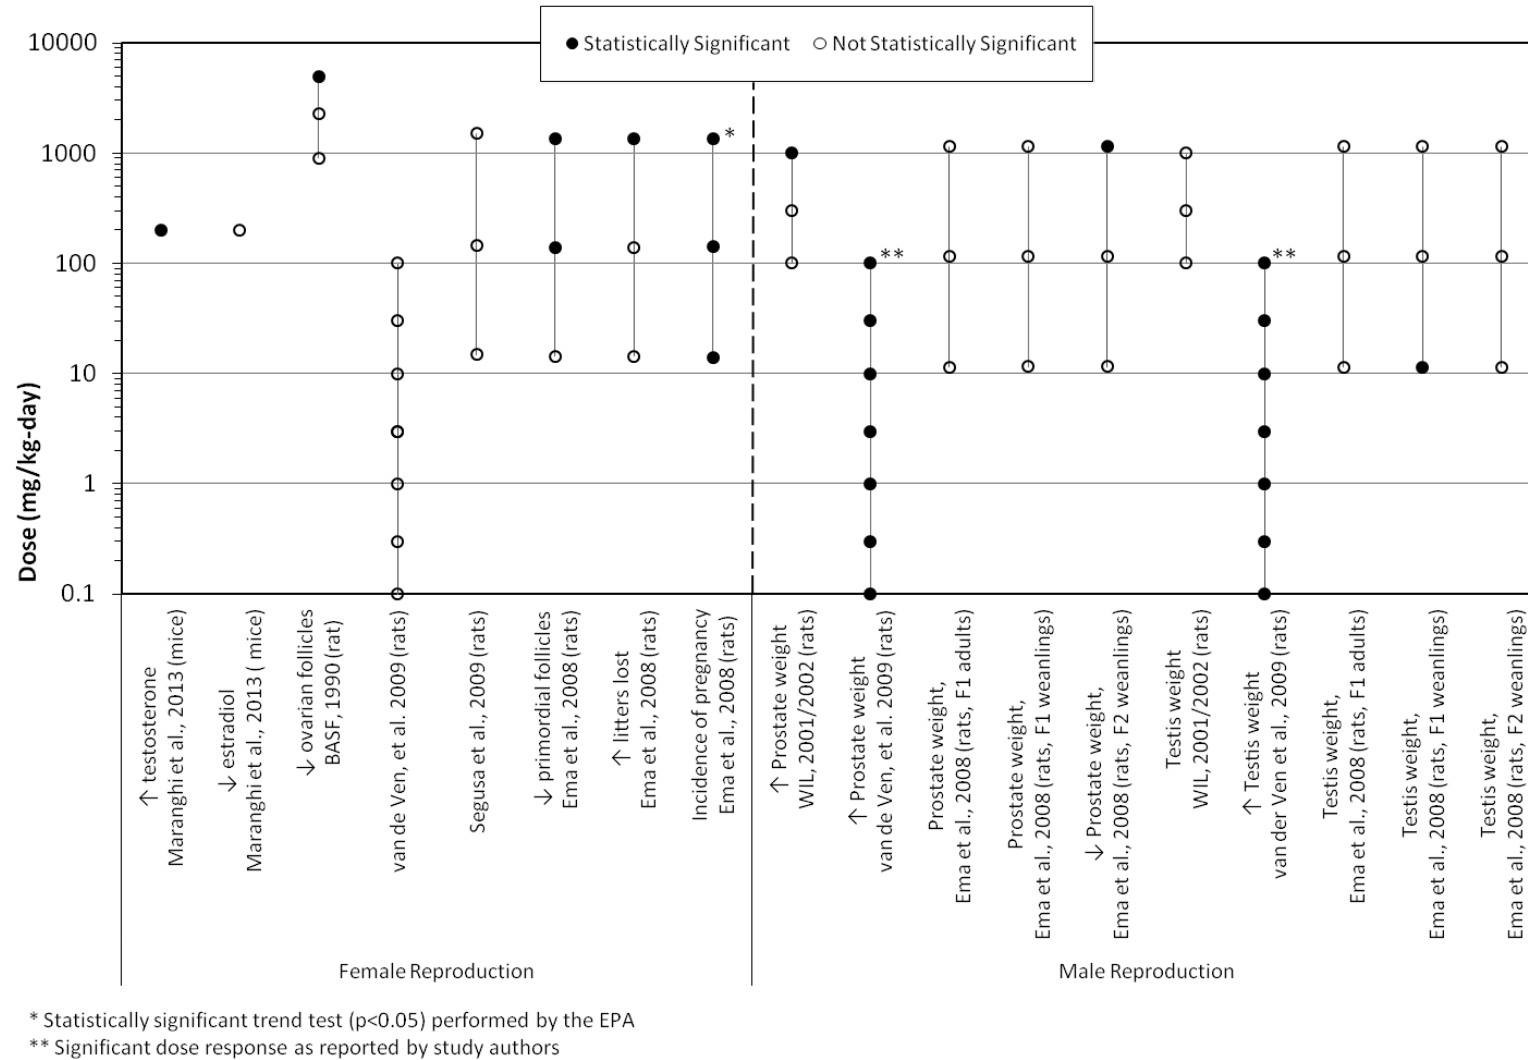 Statistically Significant Not Statistically Significant
10000
1000
100
10
1
0.1
Dose (mg/kg-day)
↑ testosterone
Maranghi et al., 2013 (mice)
↓ estradiol
Maranghi et al., 2013 ( mice)
↓ ovarian follicles
BASF, 1990 (rat)
van de Ven, et al. 2009 (rats)
Segusa et al., 2009 (rats)
↓ primordial follicles
Ema et al., 2008 (rats)
↑ litters lost
Ema et al., 2008 (rats)
Incidence of pregnancy
Ema et al., 2008 (rats)
↑ Prostate weight
WIL, 2001/2002 (rats)
↑ Prostate weight
van de Ven, et al. 2009 (rats)
Prostate weight,
Ema et al., 2008 (rats, F1 adults)
Prostate weight,
Ema et al., 2008 (rats, F1 weanlings)
↓ Prostate weight,
Ema et al., 2008 (rats, F2 weanlings)
Testis weight
WIL, 2001/2002 (rats)
↑ Testis weight
van der Ven et al., 2009 (rats)
Testis weight,
Ema et al., 2008 (rats, F1 adults)
Testis weight,
Ema et al., 2008 (rats, F1 weanlings)
Testis weight,
Ema et al., 2008 (rats, F2 weanlings)
*
**
**
Female Reproduction
Male Reproduction
* Statistically significant trend test (p<0.05) performed by the EPA
** Significant dose response as reported by study authors